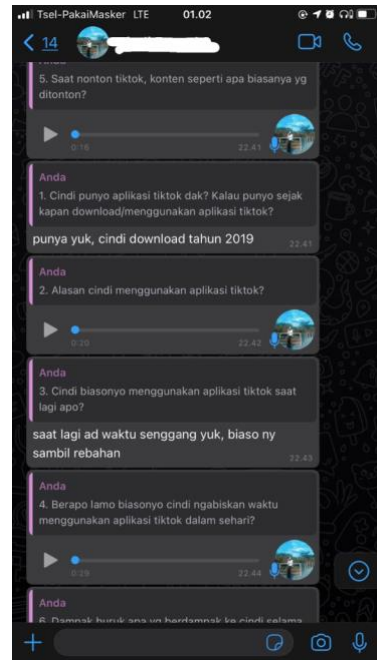 Tsel-PakaiMasker LTE 01.02
14
5. Saat nonton tiktok, konten seperti apa biasanya yg
ditonton?
0:16 22.41
Anda
1. Cindi punyo aplikasi tiktok dak? Kalau punyo sejak
kapan download/menggunakan aplikasi tiktok?
punya yuk, cindi download tahun 2019 22.41
Anda
2. Alasan cindi menggunakan aplikasi tiktok?
0:20 22.42
Anda
3. Cindi biasonyo menggunakan aplikasi tiktok saat
lagi apo?
saat lagi ad waktu senggang yuk, biaso ny
sambil rebahan 22.43
Anda
4. Berapo lamo biasonyo cindi ngabiskan waktu
menggunakan aplikasi tiktok dalam sehari?
0:29 22.44
Anda
6. Dampak buruk apa yg berdampak ke cindi selama